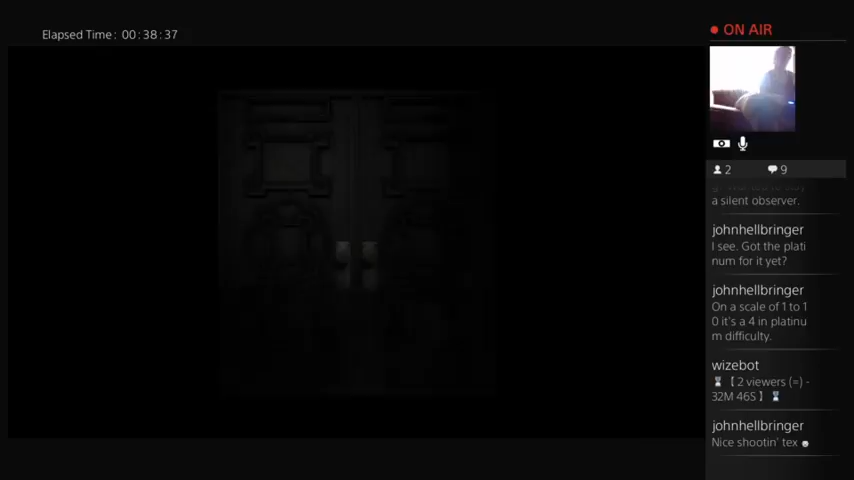 Elapsed Time: 00:38:37
ON AIR
2
9
a silent observer.
johnhellbringer
I see. Got the plati
num for it yet?
johnhellbringer
On a scale of 1 to 1
0 it's a 4 in platinu
m difficulty.
wizebot
⌛ 【 2 viewers (=) -
32M 46S 】 ⌛
johnhellbringer
Nice shootin' tex